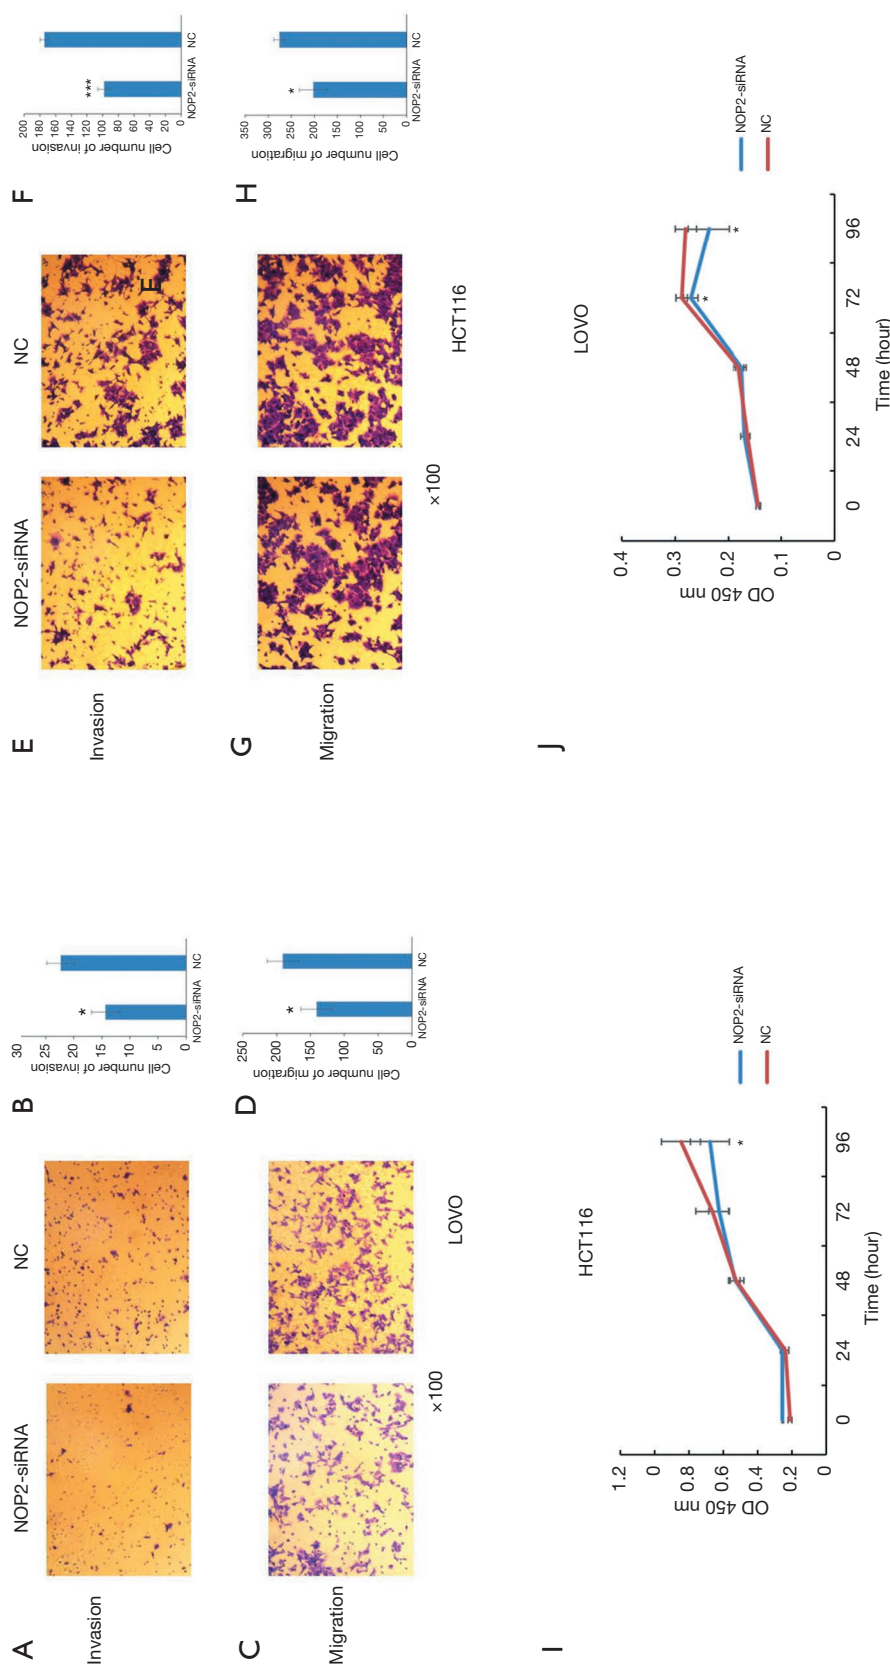 A
NOP2-siRNA
NC
Invasion
B
Cell number of invasion
30
25
20
15
10
5
0
*
NOP2-siRNA
NC
C
Migration
×100
LOVO
D
Cell number of migration
250
200
150
100
50
0
*
NOP2-siRNA
NC
E
NOP2-siRNA
NC
Invasion
E
F
Cell number of invasion
200
180
160
140
120
100
80
60
40
20
0
***
NOP2-siRNA
NC
G
Migration
×100
HCT116
H
Cell number of migration
350
300
250
200
150
100
50
0
*
NOP2-siRNA
NC
I
HCT116
OD 450 nm
1.2
0
0.8
0.6
0.4
0.2
0
*
0 24 48 72 96
Time (hour)
NOP2-siRNA
NC
J
LOVO
OD 450 nm
0.4
0.3
0.2
0.1
0
*
*
0 24 48 72 96
Time (hour)
NOP2-siRNA
NC